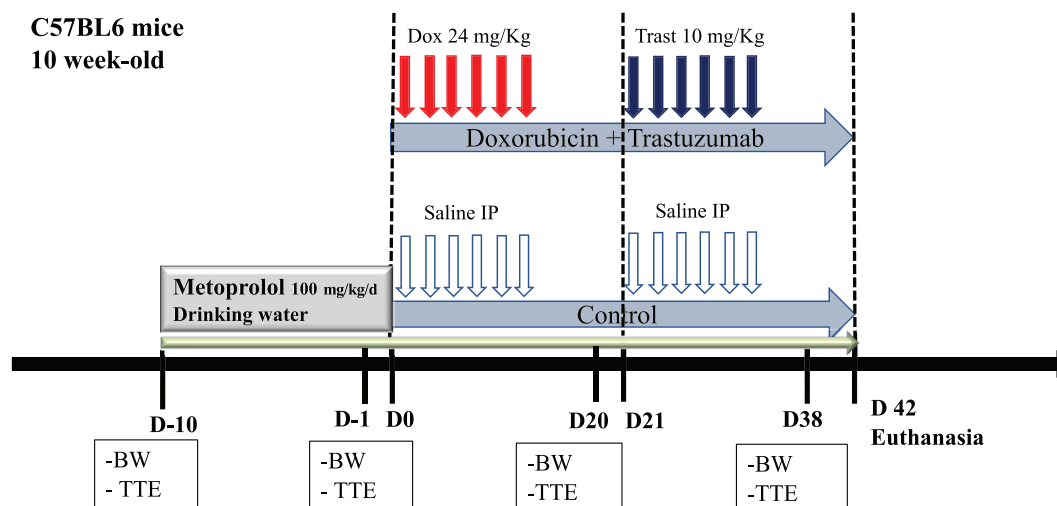 C57BL6 mice
10 week-old
Dox 24 mg/Kg
Trast 10 mg/Kg
Doxorubicin + Trastuzumab
Saline IP
Saline IP
Metoprolol 100 mg/kg/d
Drinking water
Control
D-10
D-1
D0
D20
D21
D38
D 42
Euthanasia
-BW
- TTE
-BW
- TTE
-BW
-TTE
-BW
-TTE